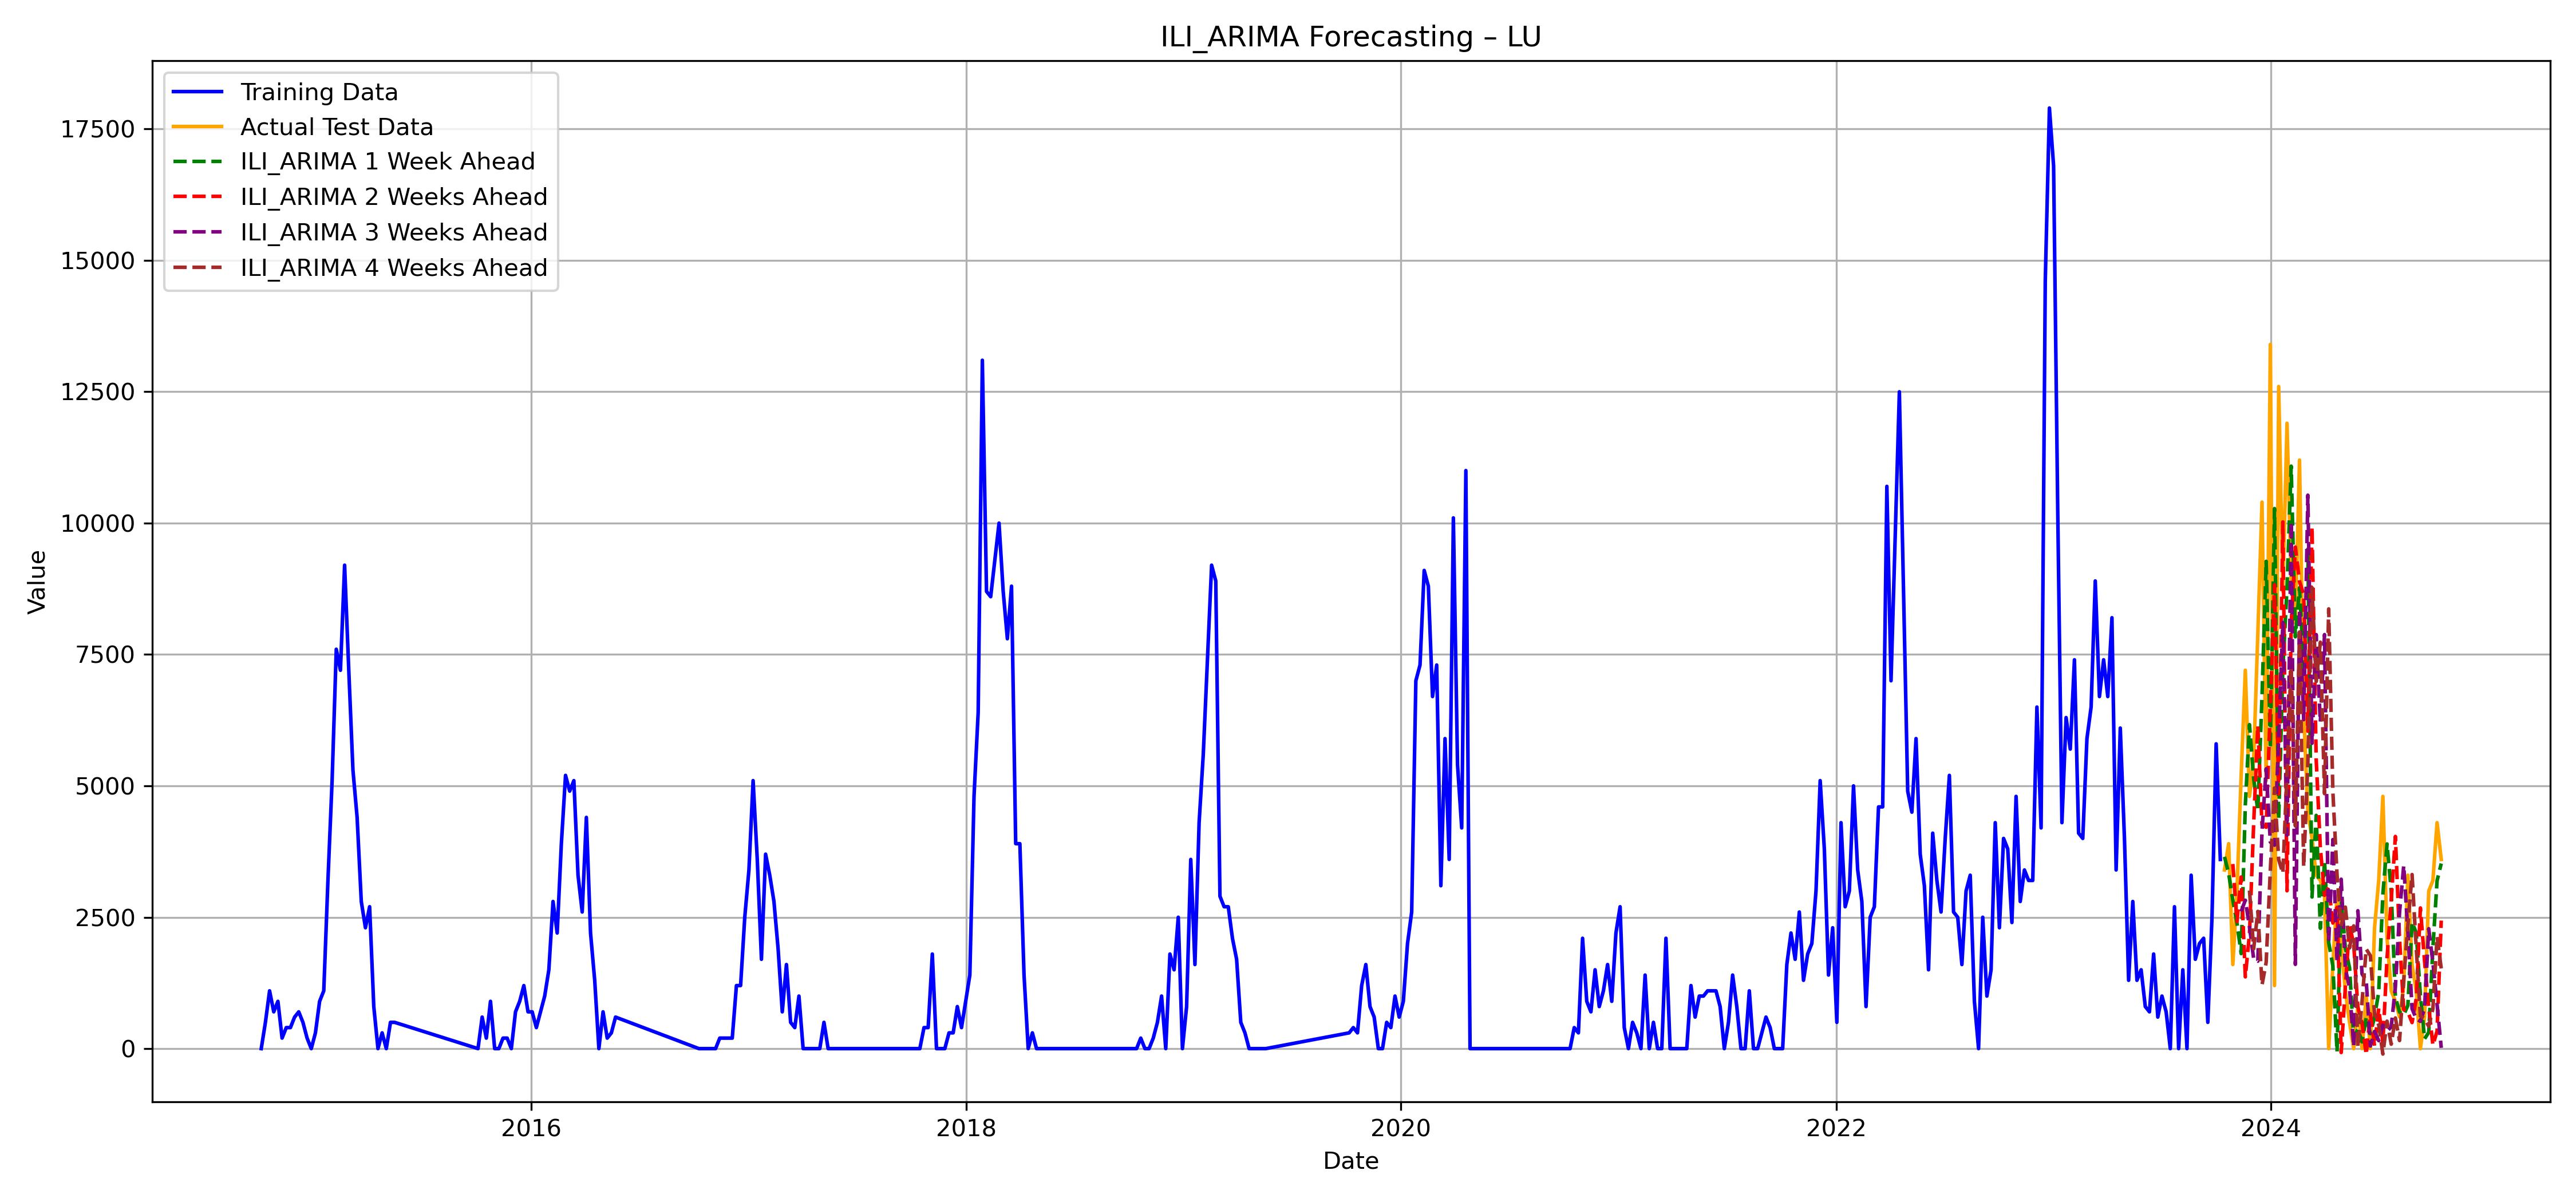 ILI_ARIMA Forecasting – LU
Training Data
Actual Test Data
ILI_ARIMA 1 Week Ahead
ILI_ARIMA 2 Weeks Ahead
ILI_ARIMA 3 Weeks Ahead
ILI_ARIMA 4 Weeks Ahead
17500
15000
12500
10000
7500
5000
2500
0
Value
2016
2018
2020
2022
2024
Date